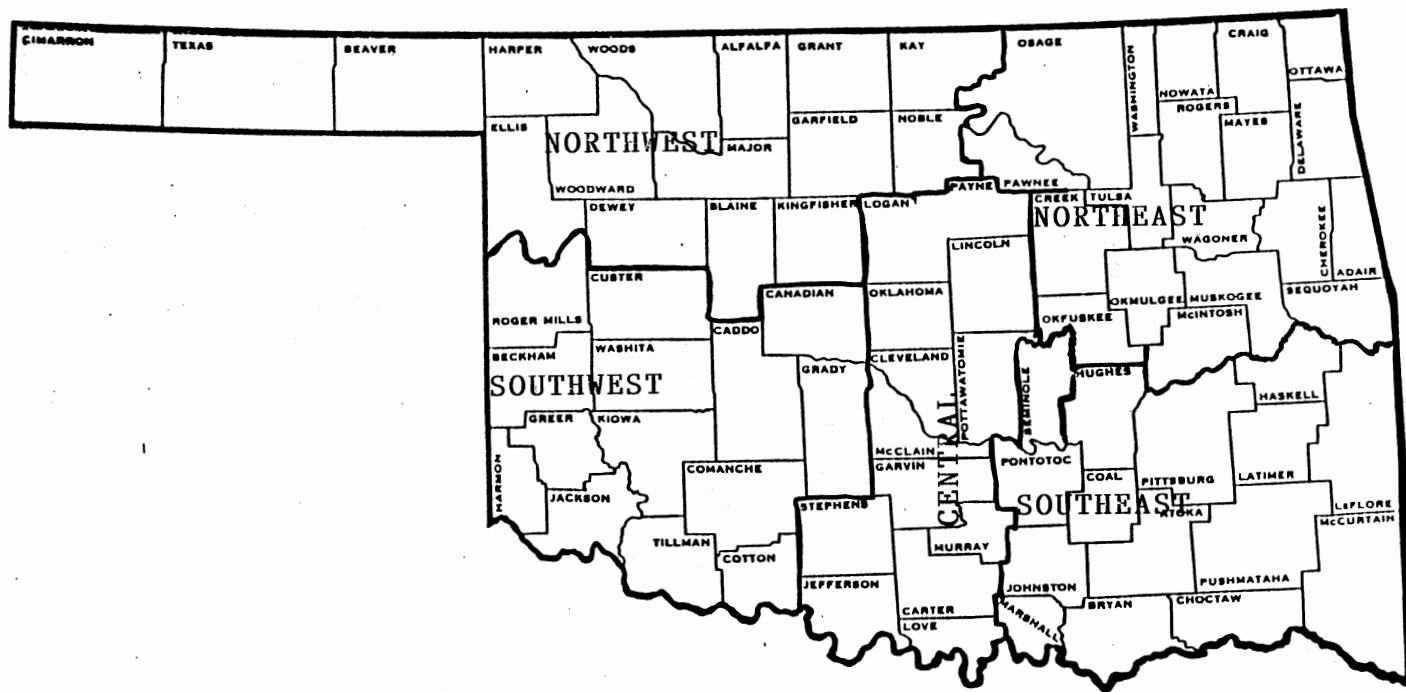 CIMARRON
TEXAS
BEAVER
HARPER
WOODS
ALFALFA
GRANT
KAY
OSAGE
WASHINGTON
NOWATA
CRAIG
OTTAWA
ROGERS
MAYES
DELAWARE
ELLIS
NORTHWEST
MAJOR
GARFIELD
NOBLE
WOODWARD
DEWEY
BLAINE
KINGFISHER
LOGAN
PAYNE
PAWNEE
CREEK
TULSA
NORTHEAST
WAGONER
CHEROKEE
ADAIR
LINCOLN
CUSTER
CANADIAN
OKLAHOMA
OKMULGEE
MUSKOGEE
SEQUOYAH
ROGER MILLS
CADDO
OKFUSKEE
McINTOSH
BECKHAM
WASHITA
GRADY
CLEVELAND
POTTAWATOMIE
SEMINOLE
HUGHES
SOUTHWEST
HASKELL
GREER
KIOWA
CENTRAL
McCLAIN
GARVIN
PONTOTOC
COMANCHE
COAL
PITTSBURG
LATIMER
HARMON
JACKSON
STEPHENS
SOUTHEAST
ATOKA
LeFLORE
McCURTAIN
TILLMAN
COTTON
MURRAY
JEFFERSON
JOHNSTON
PUSHMATAHA
CARTER
LOVE
MARSHALL
BRYAN
CHOCTAW